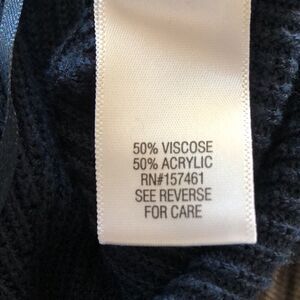 50% VISCOSE
50% ACRYLIC
RN#157461
SEE REVERSE
FOR CARE